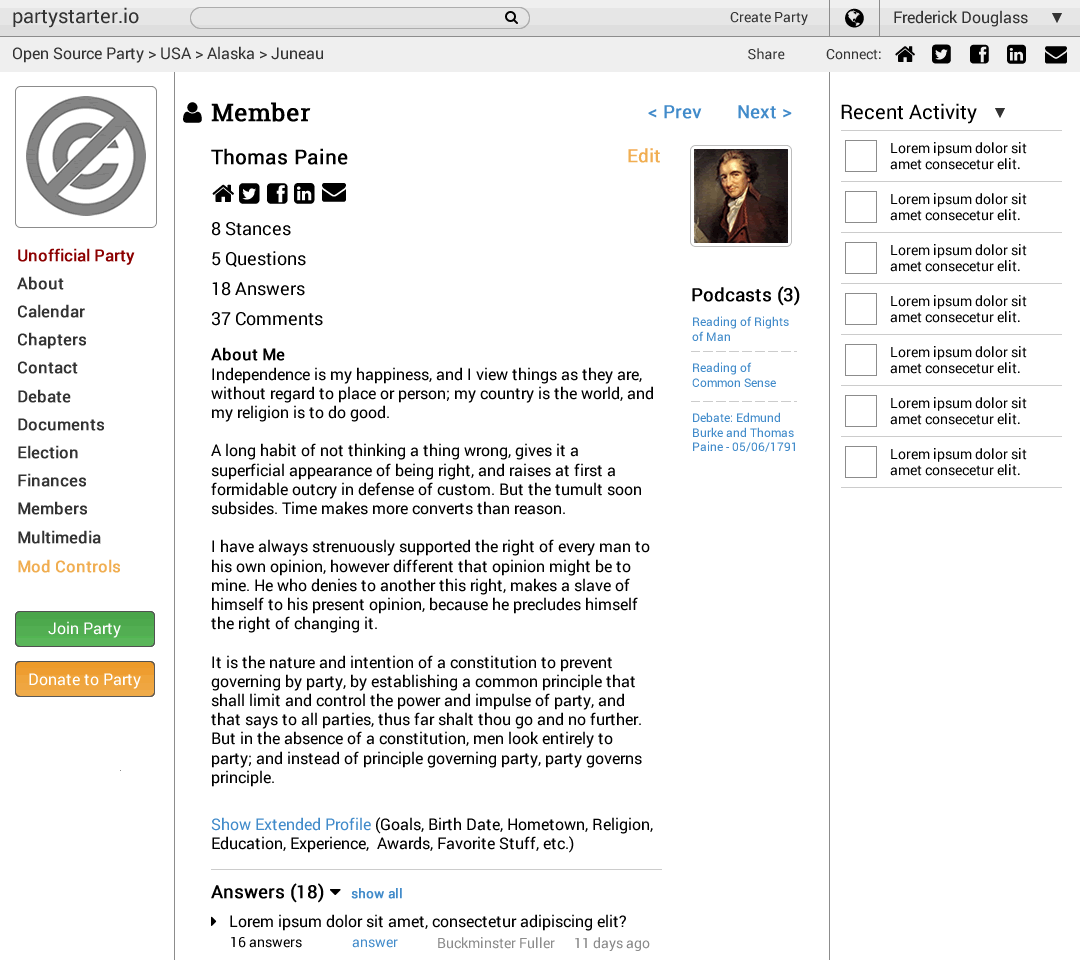 partystarter.io
Create Party
Frederick Douglass
Open Source Party > USA > Alaska > Juneau
Share
Connect:
Unofficial Party
About
Calendar
Chapters
Contact
Debate
Documents
Election
Finances
Members
Multimedia
Mod Controls
Join Party
Donate to Party
Member
< Prev
Next >
Thomas Paine
Edit
8 Stances
5 Questions
18 Answers
37 Comments
About Me
Independence is my happiness, and I view things as they are,
without regard to place or person; my country is the world, and
my religion is to do good.
A long habit of not thinking a thing wrong, gives it a
superficial appearance of being right, and raises at first a
formidable outcry in defense of custom. But the tumult soon
subsides. Time makes more converts than reason.
I have always strenuously supported the right of every man to
his own opinion, however different that opinion might be to
mine. He who denies to another this right, makes a slave of
himself to his present opinion, because he precludes himself
the right of changing it.
It is the nature and intention of a constitution to prevent
governing by party, by establishing a common principle that
shall limit and control the power and impulse of party, and
that says to all parties, thus far shalt thou go and no further.
But in the absence of a constitution, men look entirely to
party; and instead of principle governing party, party governs
principle.
Show Extended Profile (Goals, Birth Date, Hometown, Religion,
Education, Experience, Awards, Favorite Stuff, etc.)
Answers (18)
show all
Lorem ipsum dolor sit amet, consectetur adipiscing elit?
16 answers
answer
Buckminster Fuller
11 days ago
Podcasts (3)
Reading of Rights
of Man
Reading of
Common Sense
Debate: Edmund
Burke and Thomas
Paine - 05/06/1791
Recent Activity
Lorem ipsum dolor sit
amet consecetur elit.
Lorem ipsum dolor sit
amet consecetur elit.
Lorem ipsum dolor sit
amet consecetur elit.
Lorem ipsum dolor sit
amet consecetur elit.
Lorem ipsum dolor sit
amet consecetur elit.
Lorem ipsum dolor sit
amet consecetur elit.
Lorem ipsum dolor sit
amet consecetur elit.